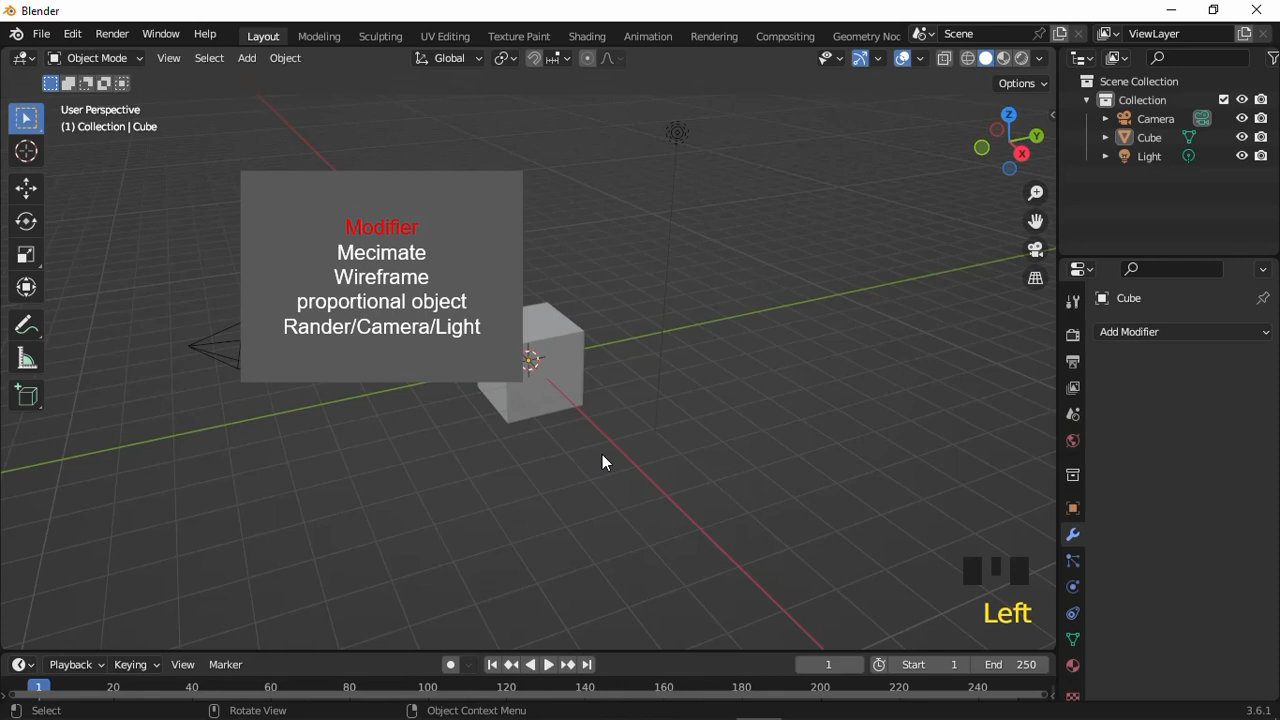 Blender
File Edit Render Window Help Layout Modeling Sculpting UV Editing Texture Paint Shading Animation Rendering Compositing Geometry Noc Scene ViewLayer
Object Mode View Select Add Object Global
Options
User Perspective
(1) Collection | Cube
Z
Y
X
Modifier
Mecimate
Wireframe
proportional object
Rander/Camera/Light
Left
Scene Collection
Collection
Camera
Cube
Light
Cube
Add Modifier
Playback Keying View Marker 1 Start 1 End 250
1 20 40 60 80 100 120 140 160 180 200 220 240
Select Rotate View Object Context Menu 3.6.1